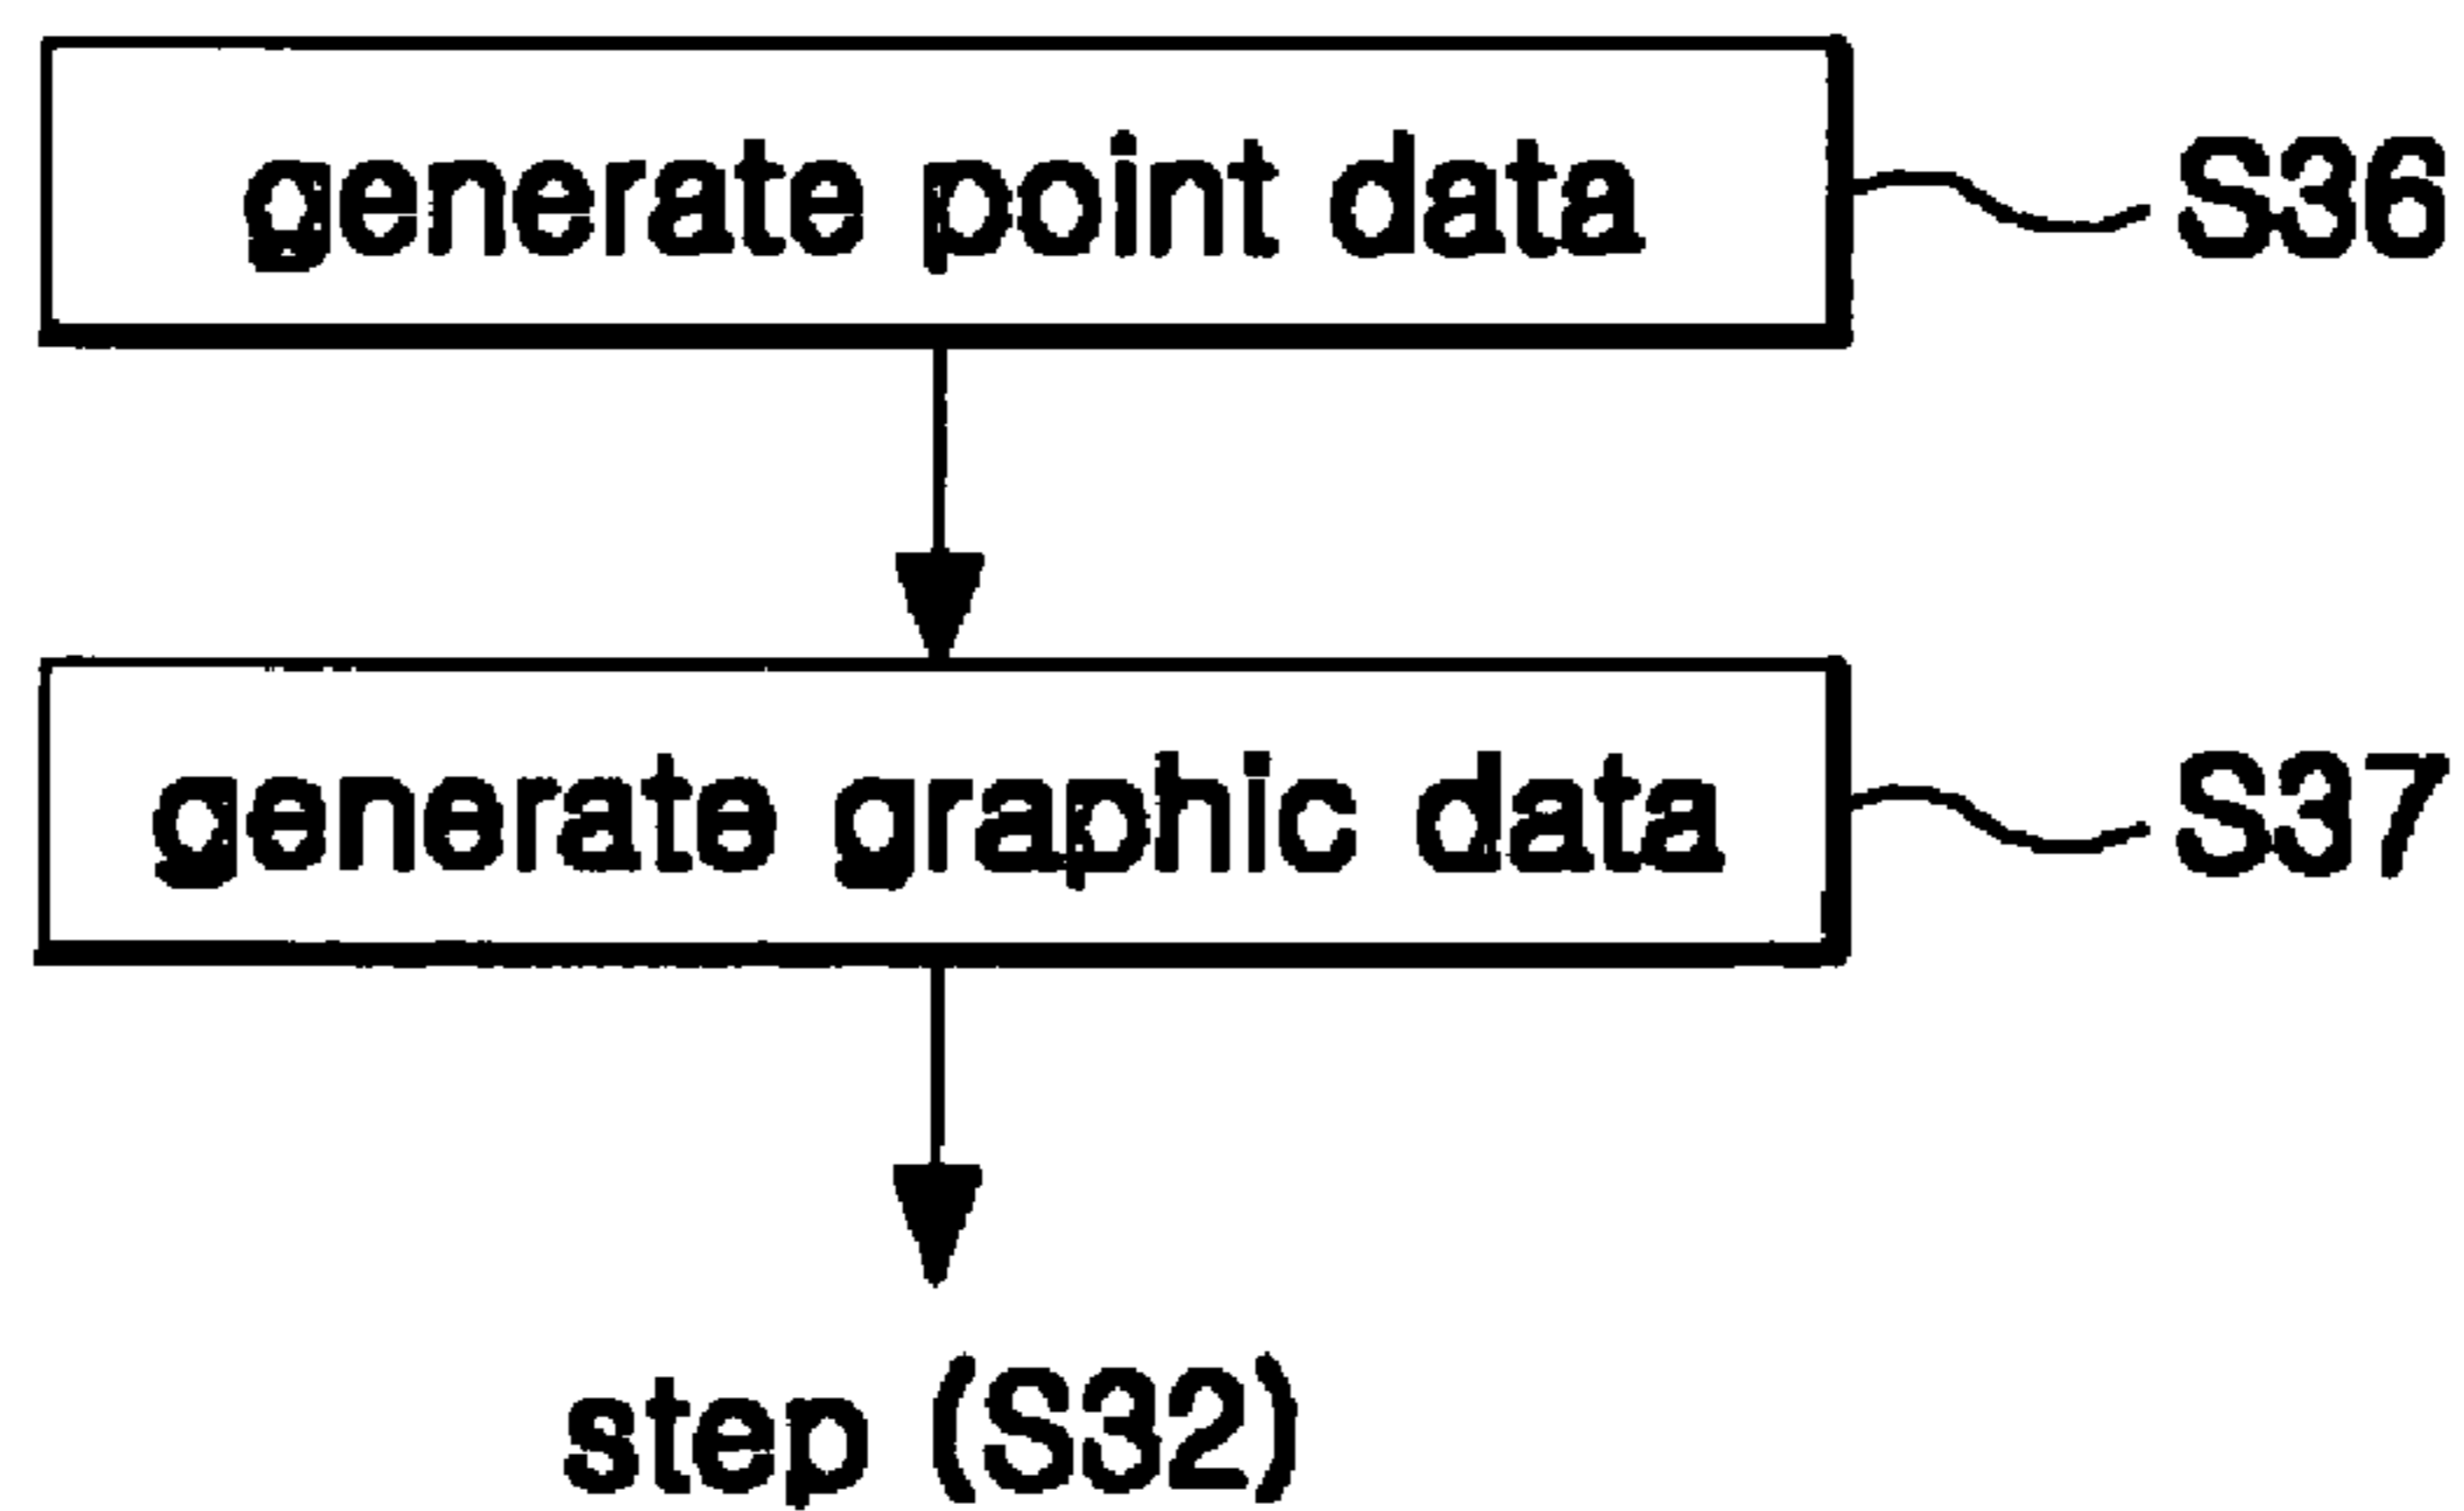 generate point data S36
generate graphic data S37
step (S32)